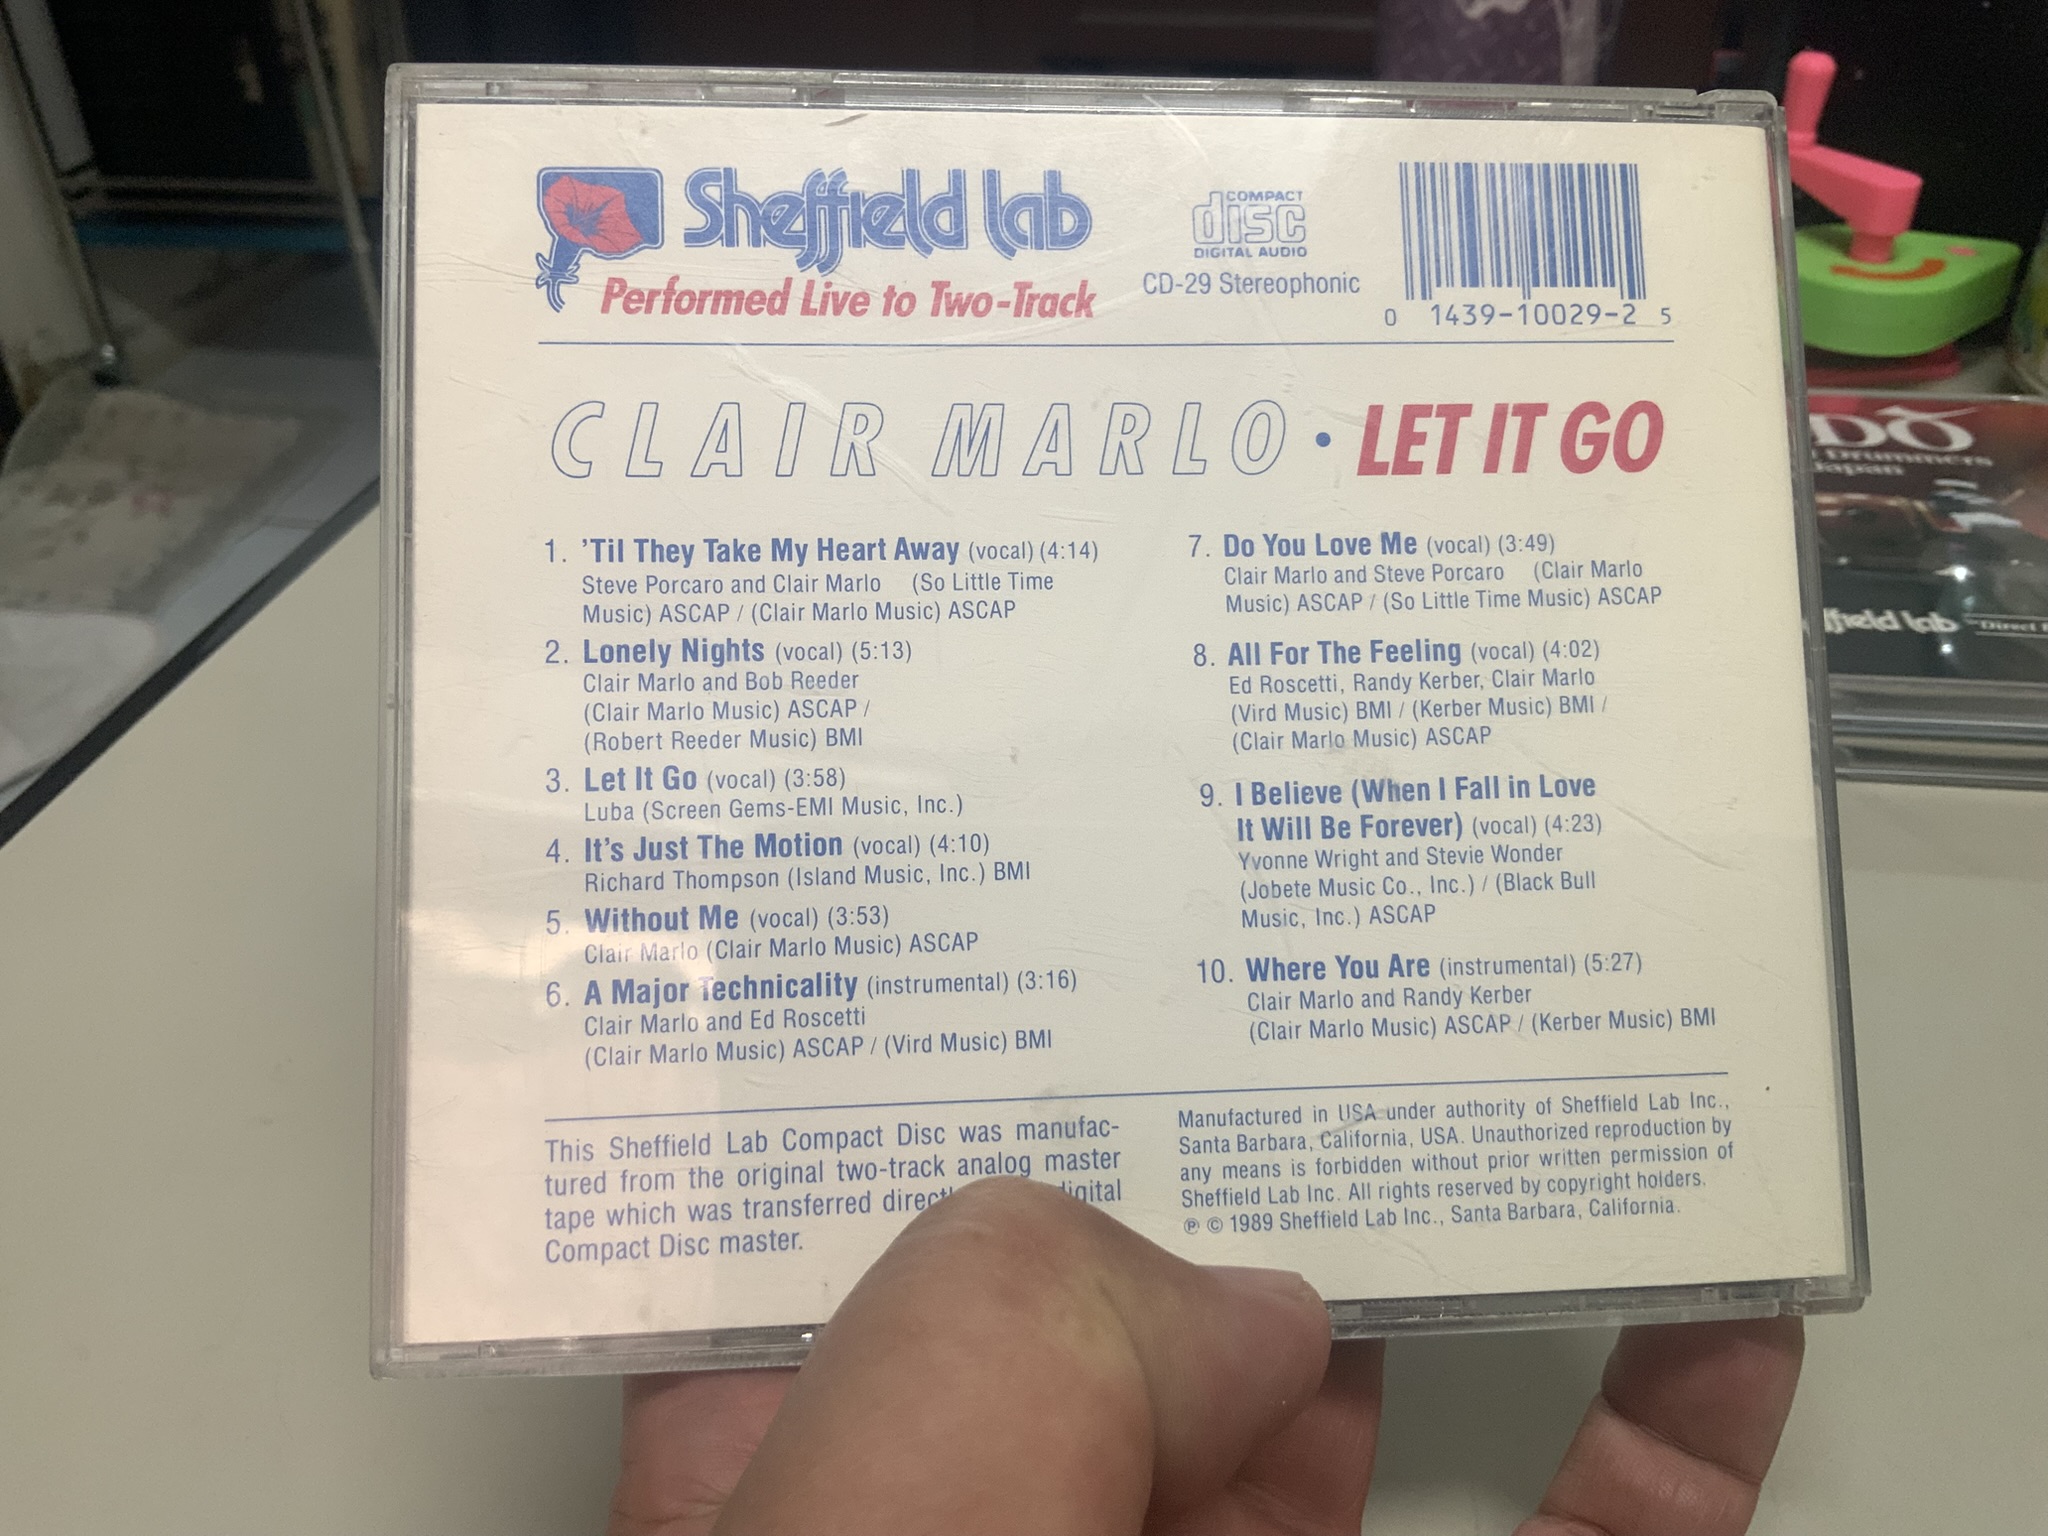 Sheffield Lab
Performed Live to Two-Track
COMPACT
disc
DIGITAL AUDIO
CD-29 Stereophonic
0 1439-10029-2 5
CLAIR MARLO • LET IT GO
1. 'Til They Take My Heart Away (vocal) (4:14)
Steve Porcaro and Clair Marlo (So Little Time
Music) ASCAP / (Clair Marlo Music) ASCAP
2. Lonely Nights (vocal) (5:13)
Clair Marlo and Bob Reeder
(Clair Marlo Music) ASCAP /
(Robert Reeder Music) BMI
3. Let It Go (vocal) (3:58)
Luba (Screen Gems-EMI Music, Inc.)
4. It's Just The Motion (vocal) (4:10)
Richard Thompson (Island Music, Inc.) BMI
5. Without Me (vocal) (3:53)
Clair Marlo (Clair Marlo Music) ASCAP
6. A Major Technicality (instrumental) (3:16)
Clair Marlo and Ed Roscetti
(Clair Marlo Music) ASCAP / (Vird Music) BMI
7. Do You Love Me (vocal) (3:49)
Clair Marlo and Steve Porcaro (Clair Marlo
Music) ASCAP / (So Little Time Music) ASCAP
8. All For The Feeling (vocal) (4:02)
Ed Roscetti, Randy Kerber, Clair Marlo
(Vird Music) BMI / (Kerber Music) BMI /
(Clair Marlo Music) ASCAP
9. I Believe (When I Fall in Love
It Will Be Forever) (vocal) (4:23)
Yvonne Wright and Stevie Wonder
(Jobete Music Co., Inc.) / (Black Bull
Music, Inc.) ASCAP
10. Where You Are (instrumental) (5:27)
Clair Marlo and Randy Kerber
(Clair Marlo Music) ASCAP / (Kerber Music) BMI
This Sheffield Lab Compact Disc was manufac-
tured from the original two-track analog master
tape which was transferred digital
Compact Disc master.
Manufactured in USA under authority of Sheffield Lab Inc.,
Santa Barbara, California, USA. Unauthorized reproduction by
any means is forbidden without prior written permission of
Sheffield Lab Inc. All rights reserved by copyright holders.
℗ © 1989 Sheffield Lab Inc., Santa Barbara, California.
Drummers
Japan
lab